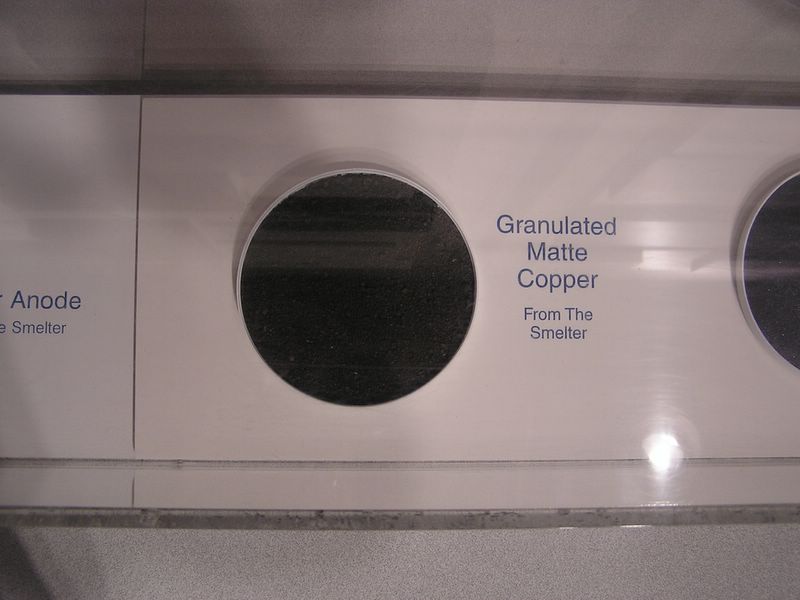 Anode
Smelter
Granulated
Matte
Copper
From The
Smelter